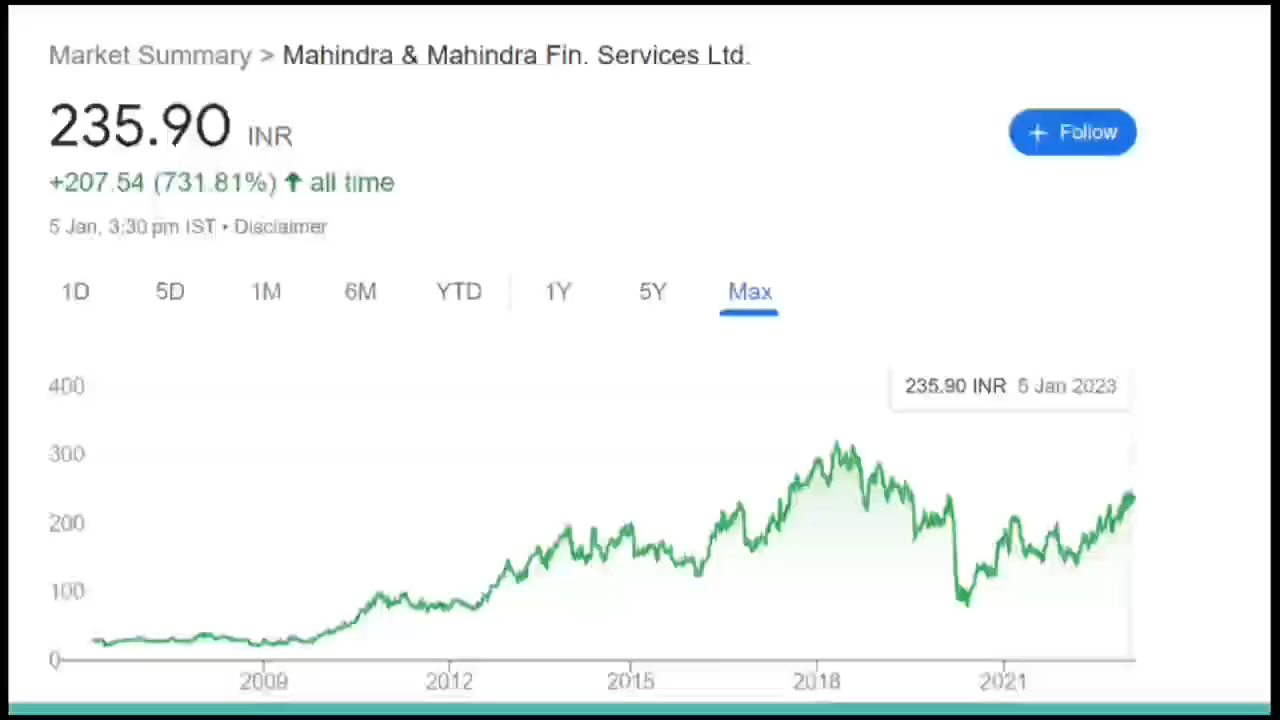 Market Summary > Mahindra & Mahindra Fin. Services Ltd.
235.90 INR
+ Follow
+207.54 (731.81%) ↑ all time
5 Jan, 3:30 pm IST • Disclaimer
1D 5D 1M 6M YTD 1Y 5Y Max
400
235.90 INR 5 Jan 2023
300
200
100
0
2009 2012 2015 2018 2021